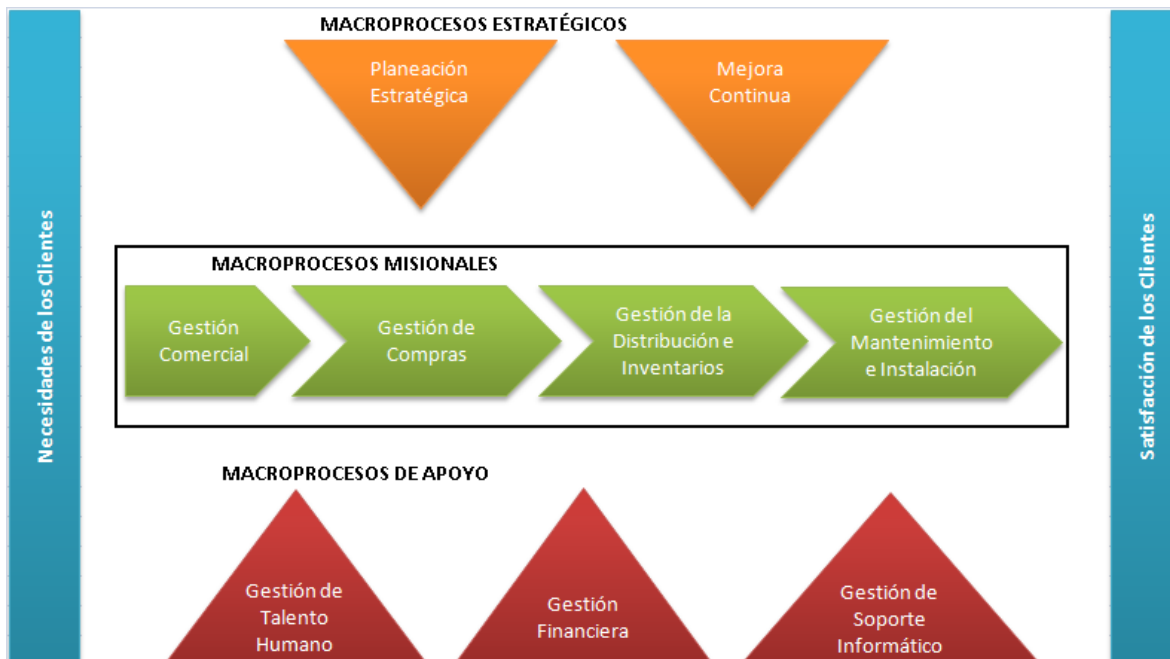 MACROPROCESOS ESTRATÉGICOS
Planeación
Estratégica
Mejora
Continua
Necesidades de los Clientes
MACROPROCESOS MISIONALES
Gestión
Comercial
Gestión de
Compras
Gestión de la
Distribución e
Inventarios
Gestión del
Mantenimiento
e Instalación
Satisfacción de los Clientes
MACROPROCESOS DE APOYO
Gestión de
Talento
Humano
Gestión
Financiera
Gestión de
Soporte
Informático